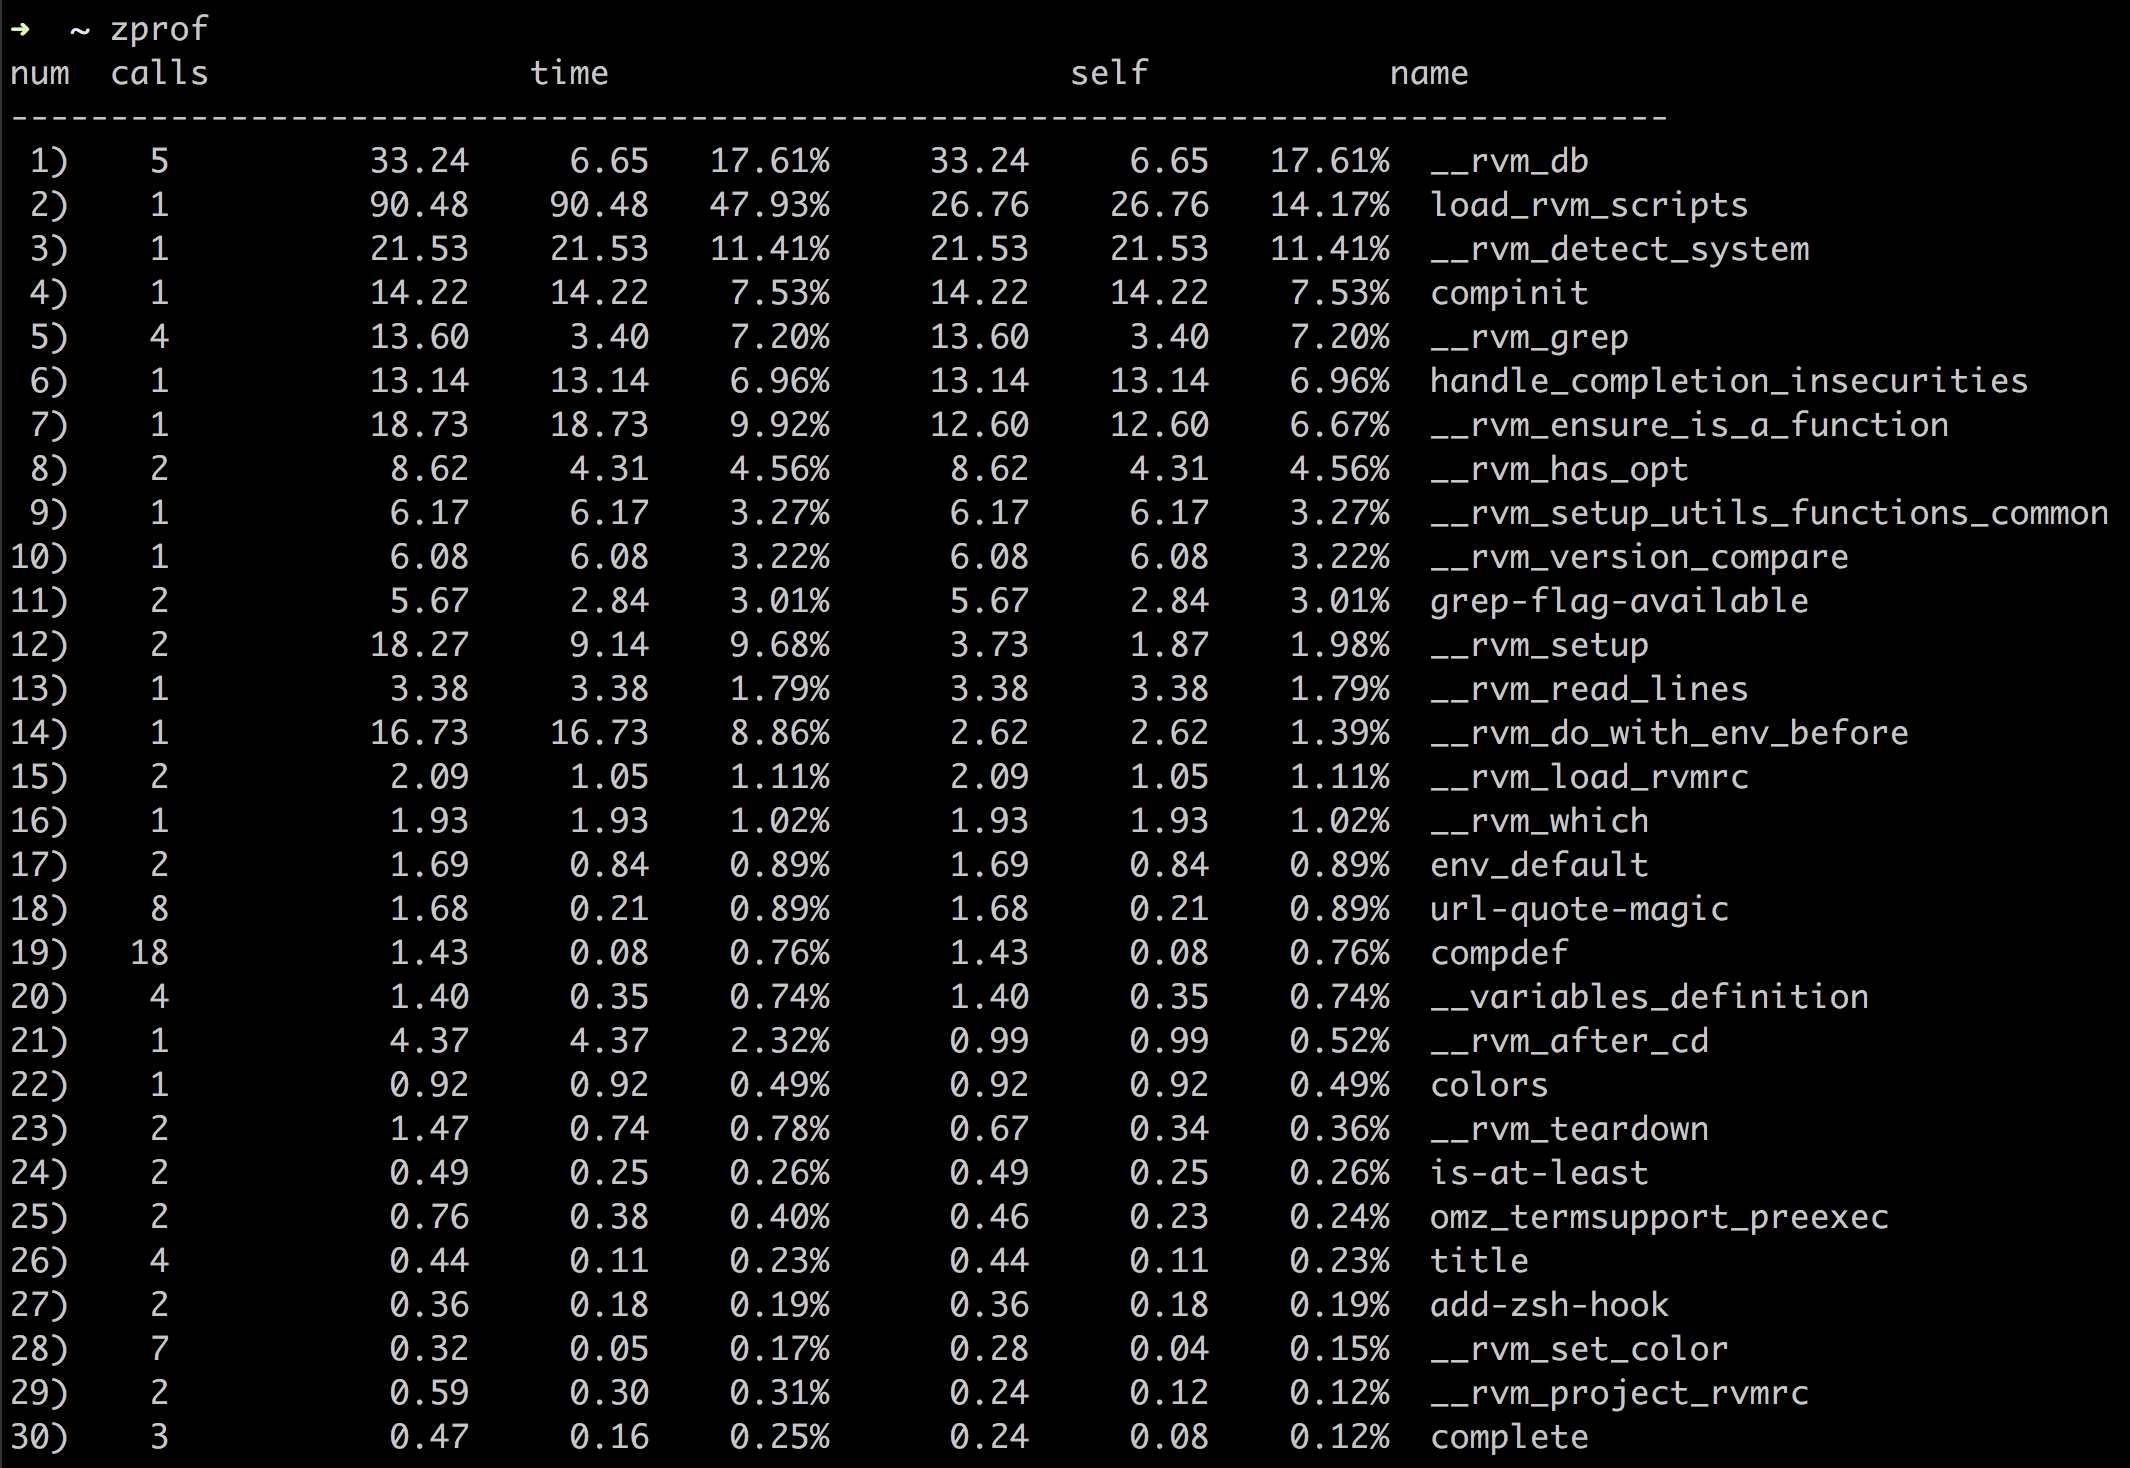 ➜  ~ zprof
num  calls                time                       self            name
-----------------------------------------------------------------------------------
 1)    5          33.24     6.65   17.61%     33.24     6.65   17.61%  __rvm_db
 2)    1          90.48    90.48   47.93%     26.76    26.76   14.17%  load_rvm_scripts
 3)    1          21.53    21.53   11.41%     21.53    21.53   11.41%  __rvm_detect_system
 4)    1          14.22    14.22    7.53%     14.22    14.22    7.53%  compinit
 5)    4          13.60     3.40    7.20%     13.60     3.40    7.20%  __rvm_grep
 6)    1          13.14    13.14    6.96%     13.14    13.14    6.96%  handle_completion_insecurities
 7)    1          18.73    18.73    9.92%     12.60    12.60    6.67%  __rvm_ensure_is_a_function
 8)    2           8.62     4.31    4.56%      8.62     4.31    4.56%  __rvm_has_opt
 9)    1           6.17     6.17    3.27%      6.17     6.17    3.27%  __rvm_setup_utils_functions_common
10)    1           6.08     6.08    3.22%      6.08     6.08    3.22%  __rvm_version_compare
11)    2           5.67     2.84    3.01%      5.67     2.84    3.01%  grep-flag-available
12)    2          18.27     9.14    9.68%      3.73     1.87    1.98%  __rvm_setup
13)    1           3.38     3.38    1.79%      3.38     3.38    1.79%  __rvm_read_lines
14)    1          16.73    16.73    8.86%      2.62     2.62    1.39%  __rvm_do_with_env_before
15)    2           2.09     1.05    1.11%      2.09     1.05    1.11%  __rvm_load_rvmrc
16)    1           1.93     1.93    1.02%      1.93     1.93    1.02%  __rvm_which
17)    2           1.69     0.84    0.89%      1.69     0.84    0.89%  env_default
18)    8           1.68     0.21    0.89%      1.68     0.21    0.89%  url-quote-magic
19)   18           1.43     0.08    0.76%      1.43     0.08    0.76%  compdef
20)    4           1.40     0.35    0.74%      1.40     0.35    0.74%  __variables_definition
21)    1           4.37     4.37    2.32%      0.99     0.99    0.52%  __rvm_after_cd
22)    1           0.92     0.92    0.49%      0.92     0.92    0.49%  colors
23)    2           1.47     0.74    0.78%      0.67     0.34    0.36%  __rvm_teardown
24)    2           0.49     0.25    0.26%      0.49     0.25    0.26%  is-at-least
25)    2           0.76     0.38    0.40%      0.46     0.23    0.24%  omz_termsupport_preexec
26)    4           0.44     0.11    0.23%      0.44     0.11    0.23%  title
27)    2           0.36     0.18    0.19%      0.36     0.18    0.19%  add-zsh-hook
28)    7           0.32     0.05    0.17%      0.28     0.04    0.15%  __rvm_set_color
29)    2           0.59     0.30    0.31%      0.24     0.12    0.12%  __rvm_project_rvmrc
30)    3           0.47     0.16    0.25%      0.24     0.08    0.12%  complete